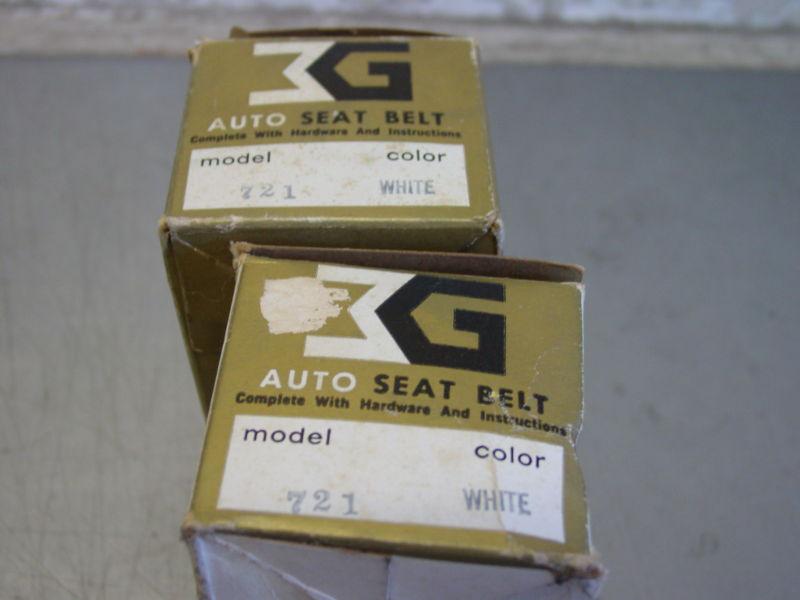 3G
AUTO SEAT BELT
Complete With Hardware And Instructions
model color
721 WHITE
3G
AUTO SEAT BELT
Complete With Hardware And Instructions
model color
721 WHITE